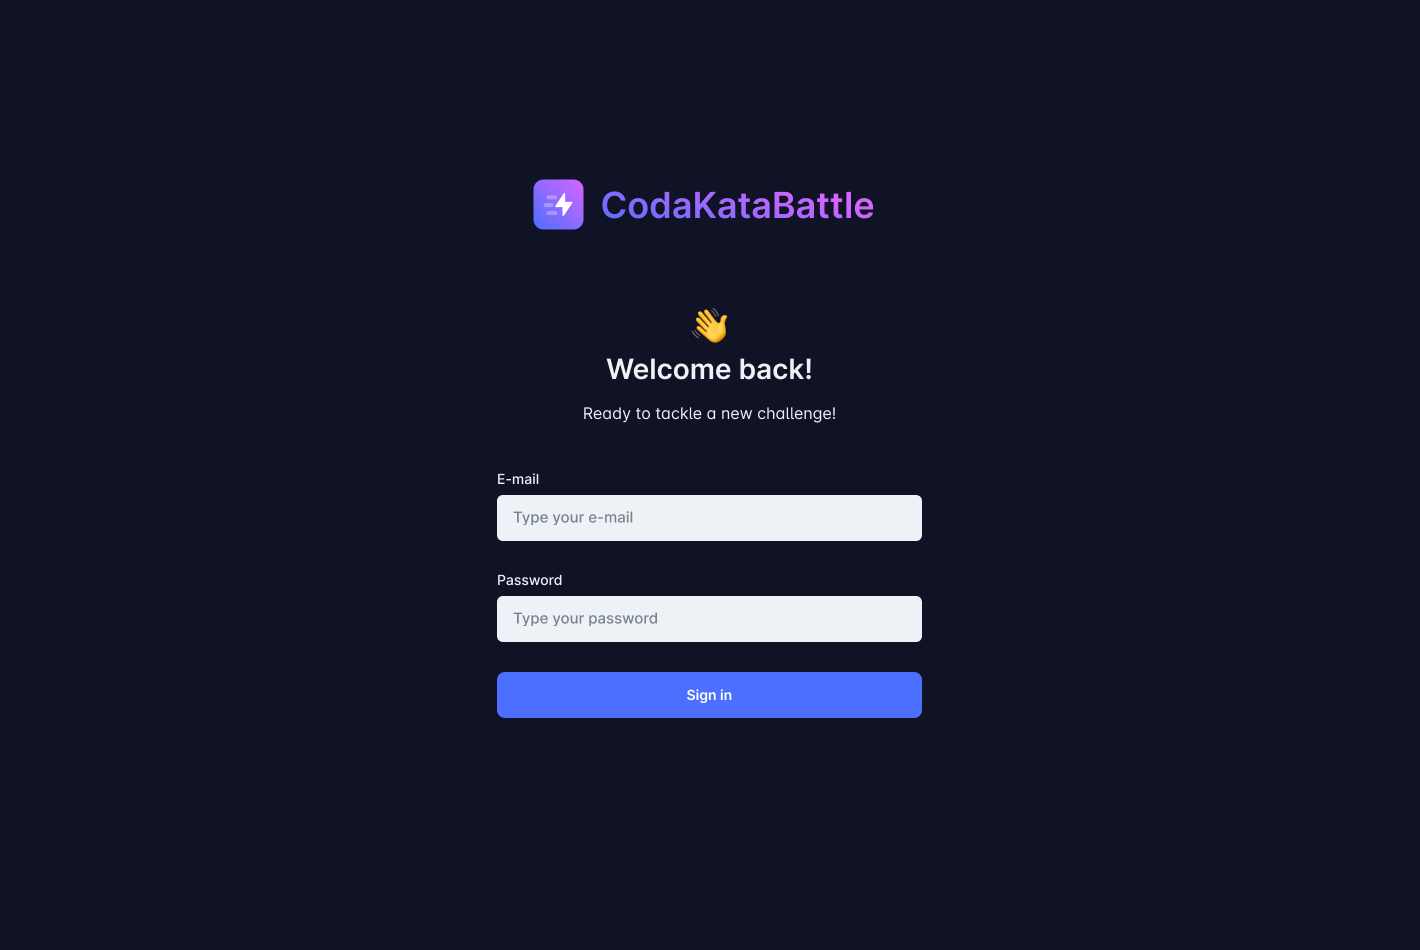 CodaKataBattle
👋
Welcome back!
Ready to tackle a new challenge!
E-mail
Type your e-mail
Password
Type your password
Sign in